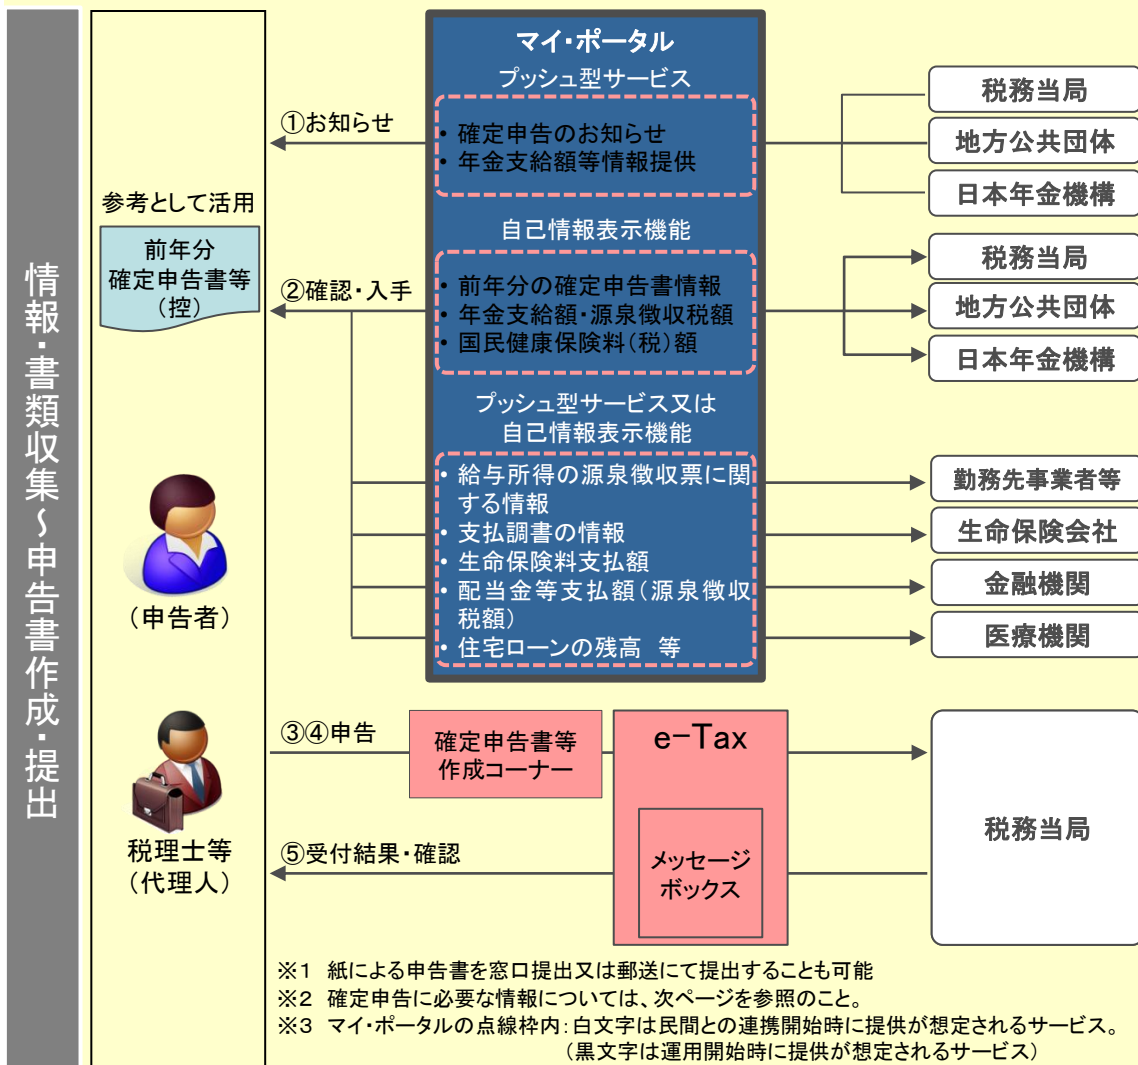 情報・書類収集～申告書作成・提出
マイ・ポータル
プッシュ型サービス
①お知らせ
・確定申告のお知らせ
・年金支給額等情報提供
税務当局
地方公共団体
日本年金機構
参考として活用
前年分
確定申告書等
（控）
自己情報表示機能
②確認・入手
・前年分の確定申告書情報
・年金支給額・源泉徴収税額
・国民健康保険料（税）額
税務当局
地方公共団体
日本年金機構
プッシュ型サービス又は
自己情報表示機能
・給与所得の源泉徴収票に関
する情報
・支払調書の情報
・生命保険料支払額
・配当金等支払額（源泉徴収
税額）
・住宅ローンの残高　等
勤務先事業者等
生命保険会社
金融機関
医療機関
（申告者）
③④申告
確定申告書等
作成コーナー
e-Tax
税務当局
税理士等
（代理人）
⑤受付結果・確認
メッセージ
ボックス
※１　紙による申告書を窓口提出又は郵送にて提出することも可能
※２　確定申告に必要な情報については、次ページを参照のこと。
※３　マイ・ポータルの点線枠内：白文字は民間との連携開始時に提供が想定されるサービス。
（黒文字は運用開始時に提供が想定されるサービス）